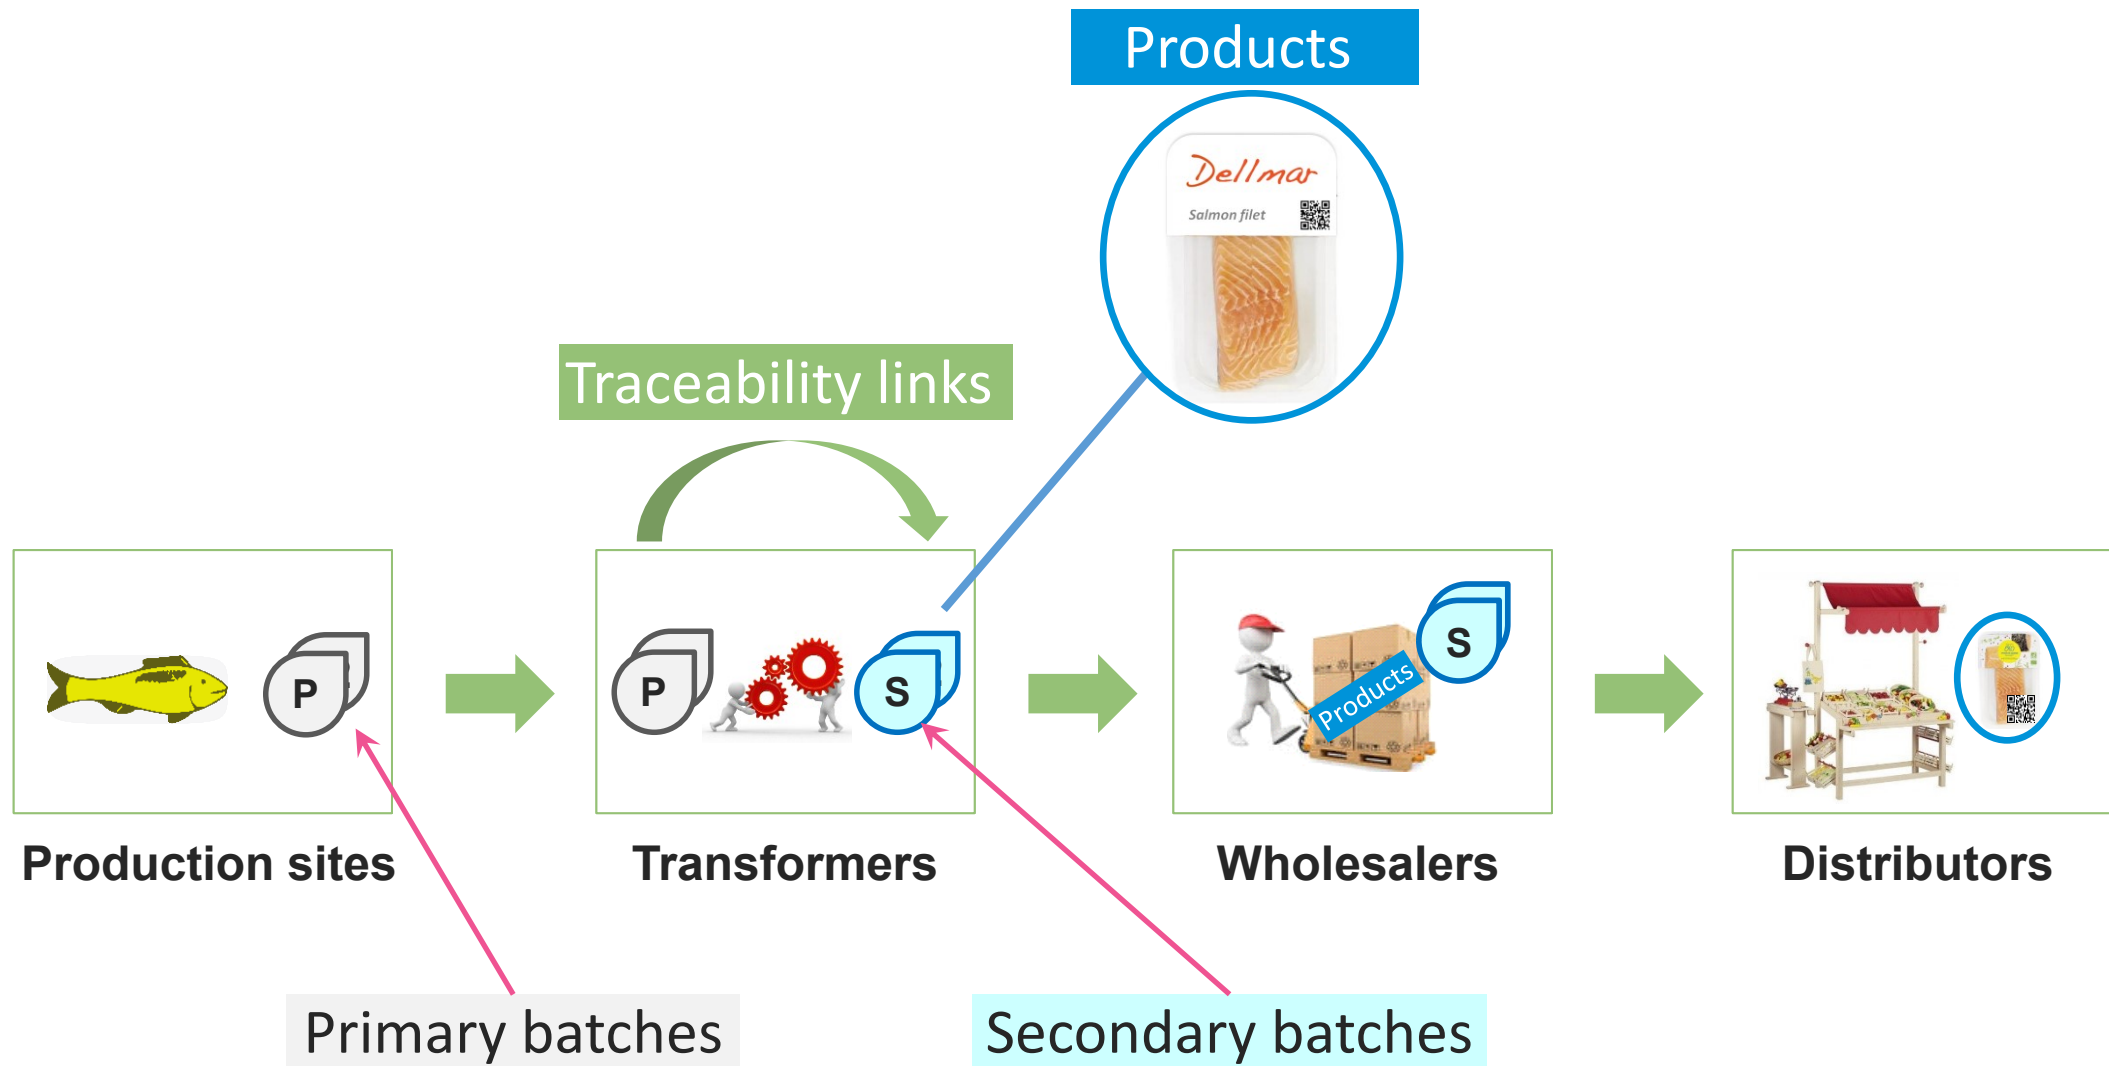 Products
Dellmar
Salmon filet
Traceability links
P
P
S
Products
S
Production sites
Transformers
Wholesalers
Distributors
Primary batches
Secondary batches